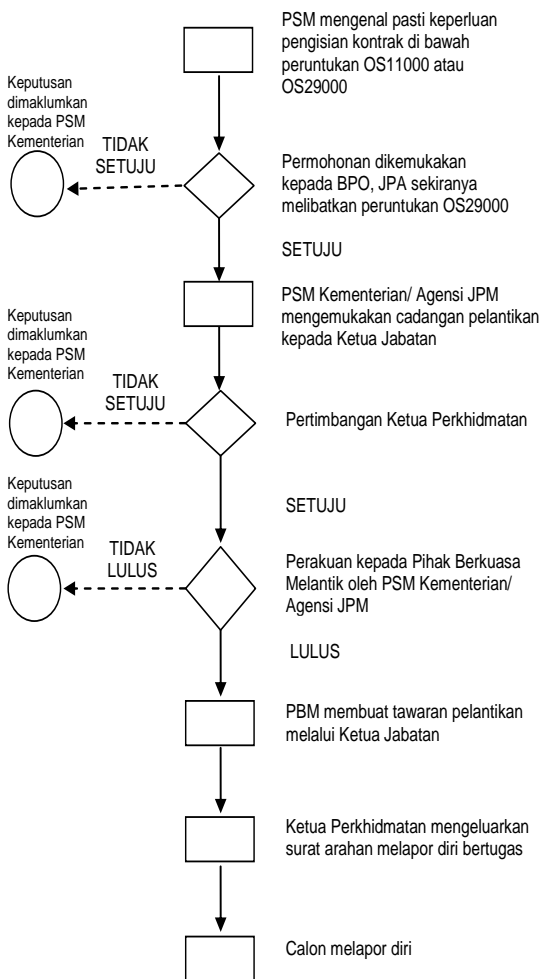 PSM mengenal pasti keperluan
pengisian kontrak di bawah
peruntukan OS11000 atau
OS29000
Keputusan
dimaklumkan
kepada PSM
Kementerian
TIDAK
SETUJU
Permohonan dikemukakan
kepada BPO, JPA sekiranya
melibatkan peruntukan OS29000
SETUJU
PSM Kementerian/ Agensi JPM
mengemukakan cadangan pelantikan
kepada Ketua Jabatan
Keputusan
dimaklumkan
kepada PSM
Kementerian
TIDAK
SETUJU
Pertimbangan Ketua Perkhidmatan
SETUJU
Keputusan
dimaklumkan
kepada PSM
Kementerian
TIDAK
LULUS
Perakuan kepada Pihak Berkuasa
Melantik oleh PSM Kementerian/
Agensi JPM
LULUS
PBM membuat tawaran pelantikan
melalui Ketua Jabatan
Ketua Perkhidmatan mengeluarkan
surat arahan melapor diri bertugas
Calon melapor diri